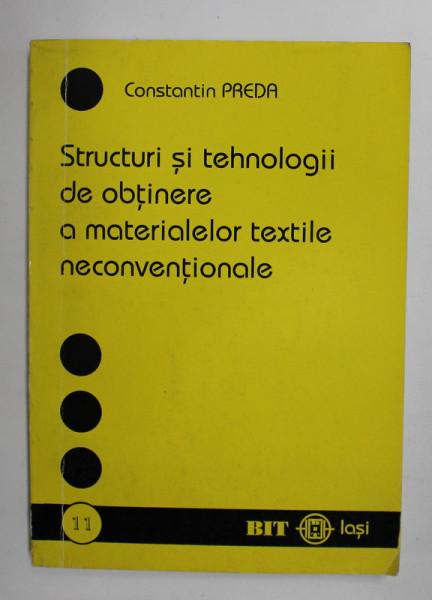 Constantin PREDA
Structuri și tehnologii
de obținere
a materialelor textile
neconvenționale
11 BIT Iași